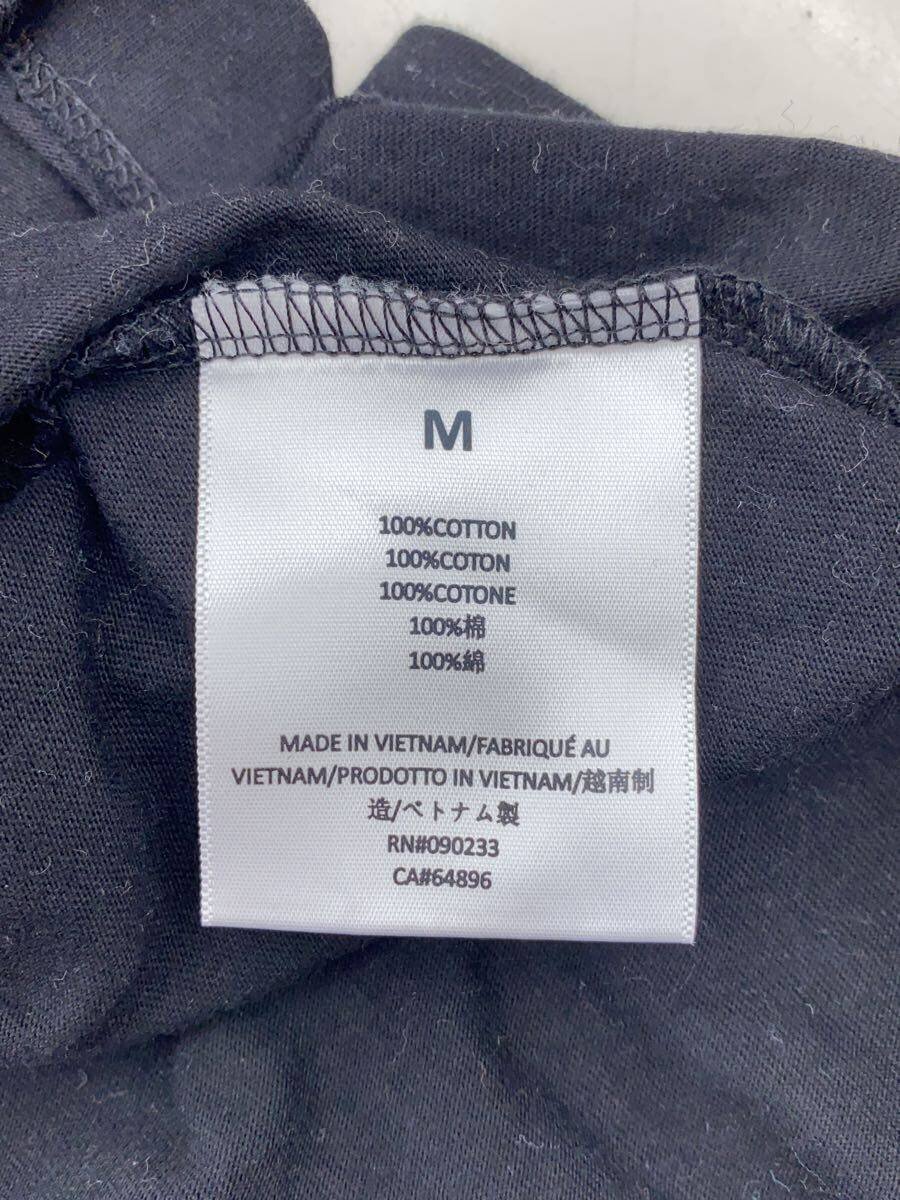 M
100%COTTON
100%COTON
100%COTONE
100%棉
100%綿
MADE IN VIETNAM/FABRIQUÉ AU
VIETNAM/PRODOTTO IN VIETNAM/越南制
造/ベトナム製
RN#090233
CA#64896